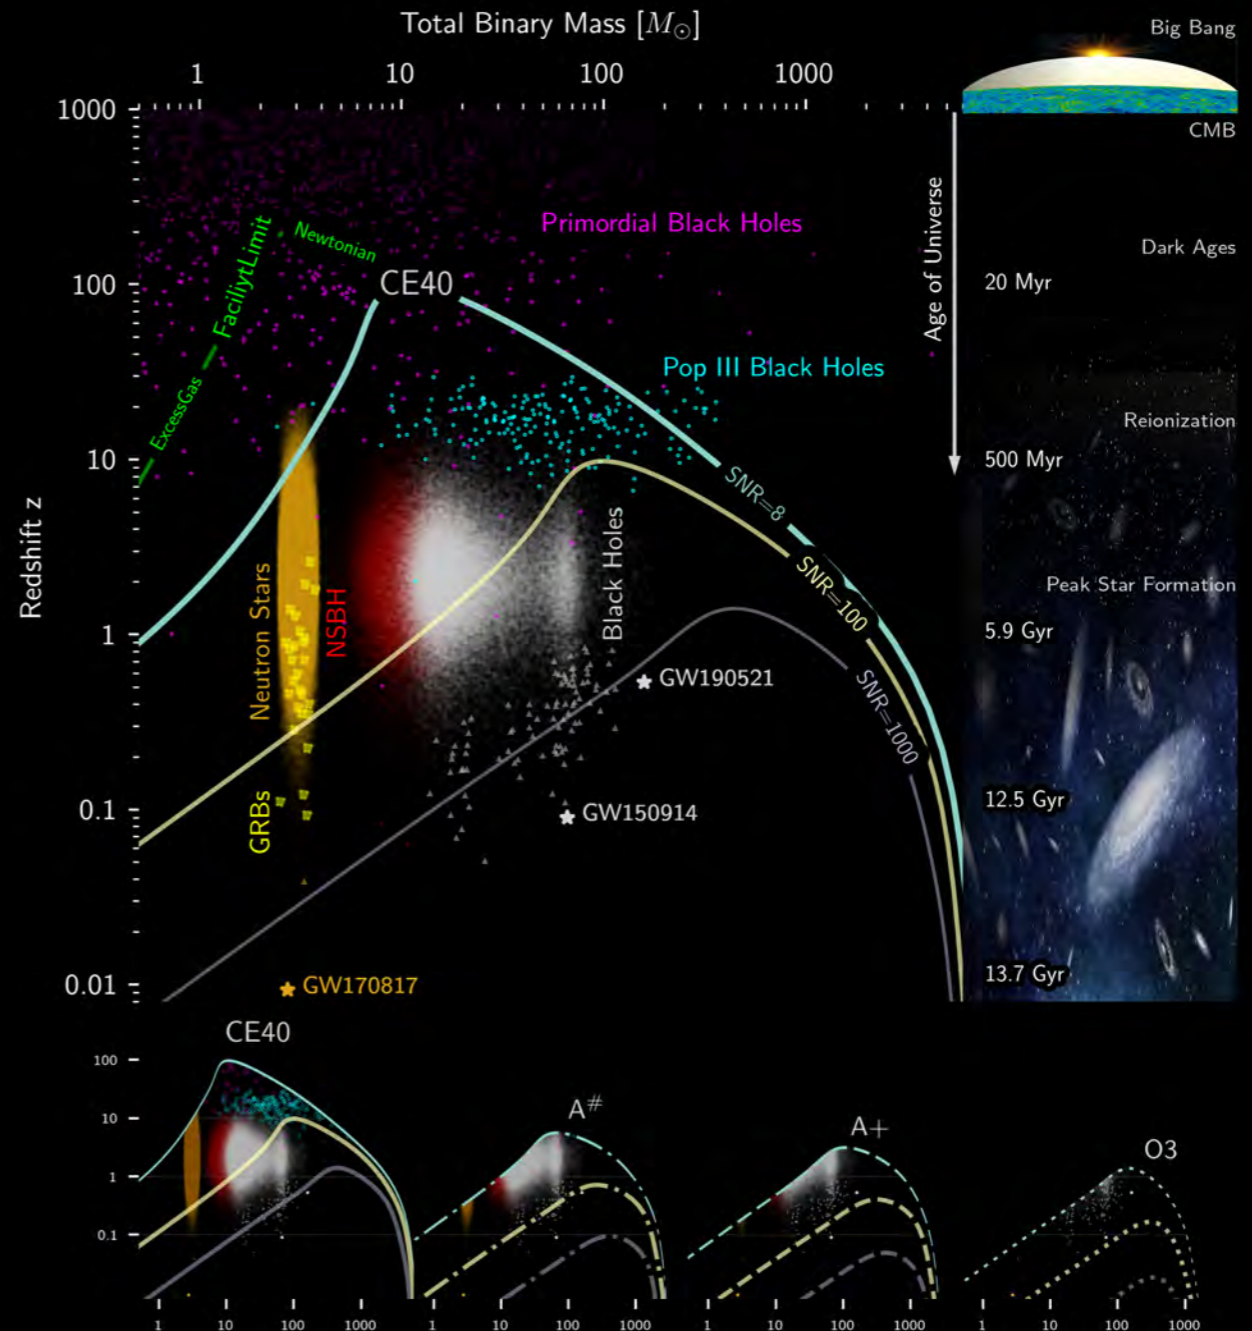 Total Binary Mass [M⊙]
1 10 100 1000
Big Bang
CMB
1000
100
10
1
0.1
0.01
Redshift z
Primordial Black Holes
Newtonian
FaciliytLimit
ExcessGas
CE40
Pop III Black Holes
SNR=8
SNR=100
SNR=1000
Neutron Stars
NSBH
Black Holes
GRBs
GW190521
GW150914
GW170817
Age of Universe
Dark Ages
20 Myr
Reionization
500 Myr
Peak Star Formation
5.9 Gyr
12.5 Gyr
13.7 Gyr
CE40
A#
A+
O3
100
10
1
0.1
1 10 100 1000
1 10 100 1000
1 10 100 1000
1 10 100 1000